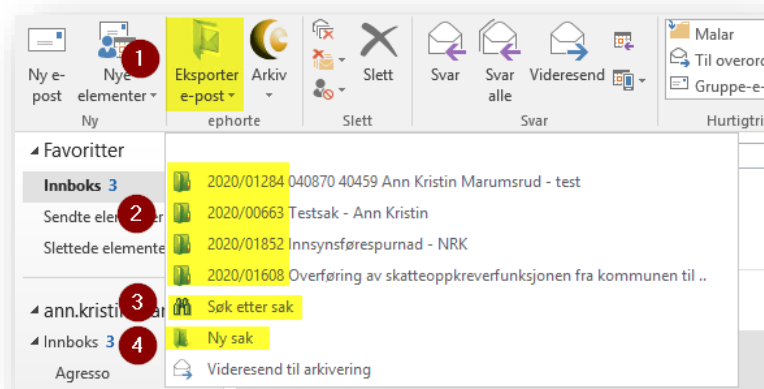 Ny e-
post
Nye
elementer
1
Eksporter
e-post
Arkiv
Slett
Svar
Svar
alle
Videresend
Malar
Til overord
Gruppe-e-
Ny
ephorte
Slett
Svar
Hurtigtri
Favoritter
Innboks 3
Sendte ele er
2
Slettede elemente
2020/01284 040870 40459 Ann Kristin Marumsrud - test
2020/00663 Testsak - Ann Kristin
2020/01852 Innsynsførespurnad - NRK
2020/01608 Overføring av skatteoppkreverfunksjonen fra kommunen til ..
ann.kristi
3
Søk etter sak
Innboks 3
4
Ny sak
Agresso
Videresend til arkivering